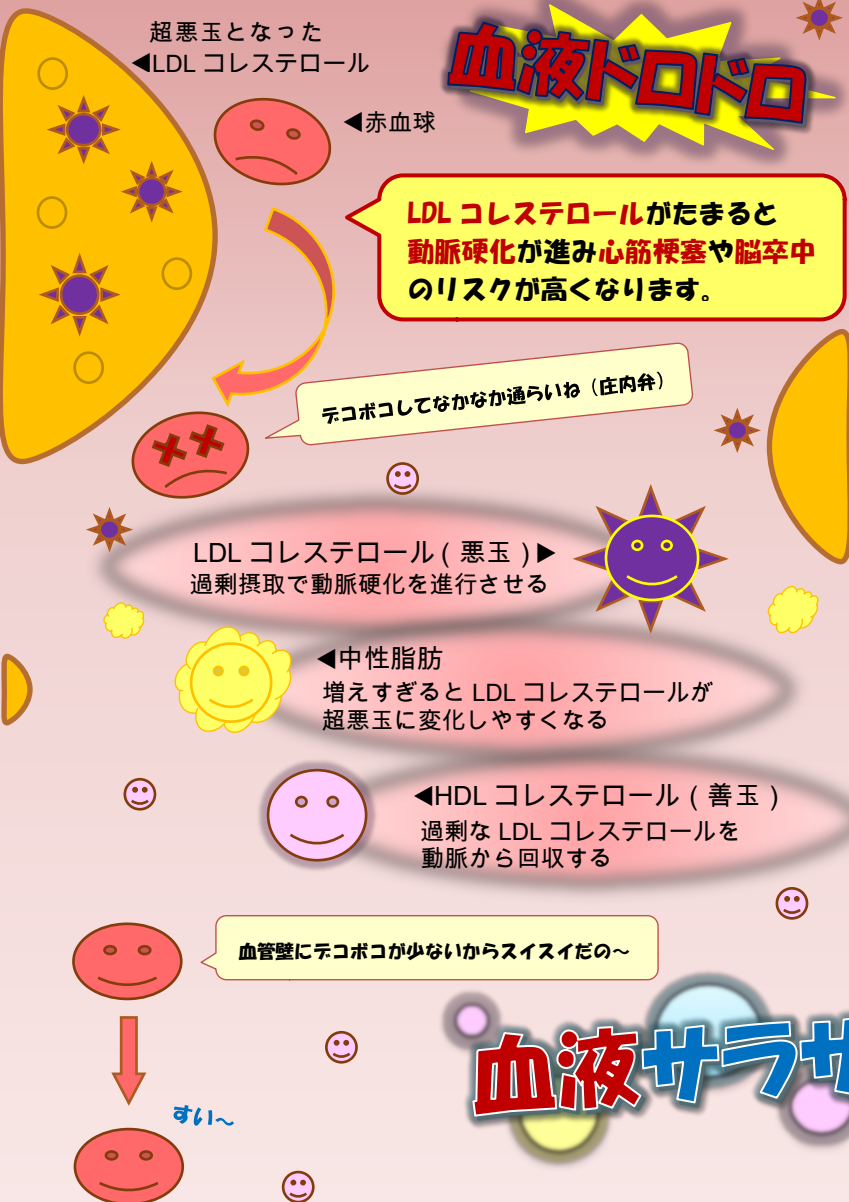 超悪玉となった
◀LDL コレステロール
血液ドロドロ
◀赤血球
LDL コレステロールがたまると
動脈硬化が進み心筋梗塞や脳卒中
のリスクが高くなります。
デコボコしてなかなか通らいね（庄内弁）
LDL コレステロール ( 悪玉 ) ▶
過剰摂取で動脈硬化を進行させる
◀中性脂肪
増えすぎると LDL コレステロールが
超悪玉に変化しやすくなる
◀HDL コレステロール ( 善玉 )
過剰な LDL コレステロールを
動脈から回収する
血管壁にデコボコが少ないからスイスイだの～
血液サラサ
すい～